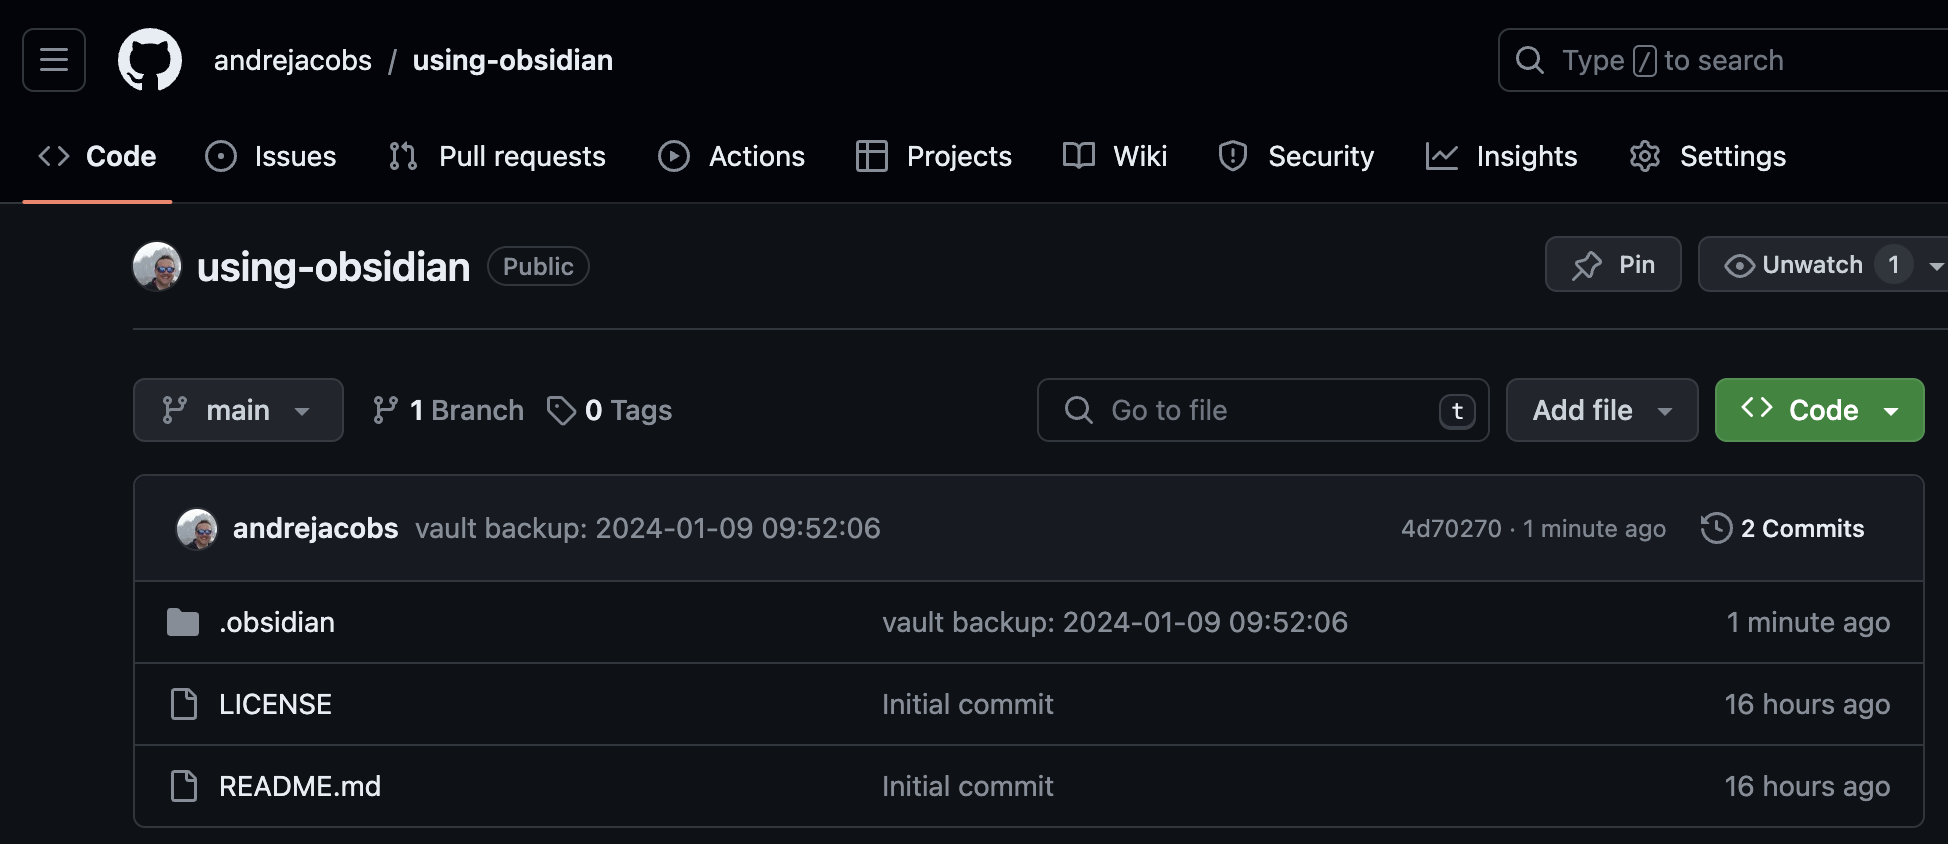 andrejacobs / using-obsidian
Type / to search
Code Issues Pull requests Actions Projects Wiki Security Insights Settings
using-obsidian Public
Pin Unwatch 1
main 1 Branch 0 Tags
Go to file t Add file Code
andrejacobs vault backup: 2024-01-09 09:52:06 4d70270 · 1 minute ago 2 Commits
.obsidian vault backup: 2024-01-09 09:52:06 1 minute ago
LICENSE Initial commit 16 hours ago
README.md Initial commit 16 hours ago